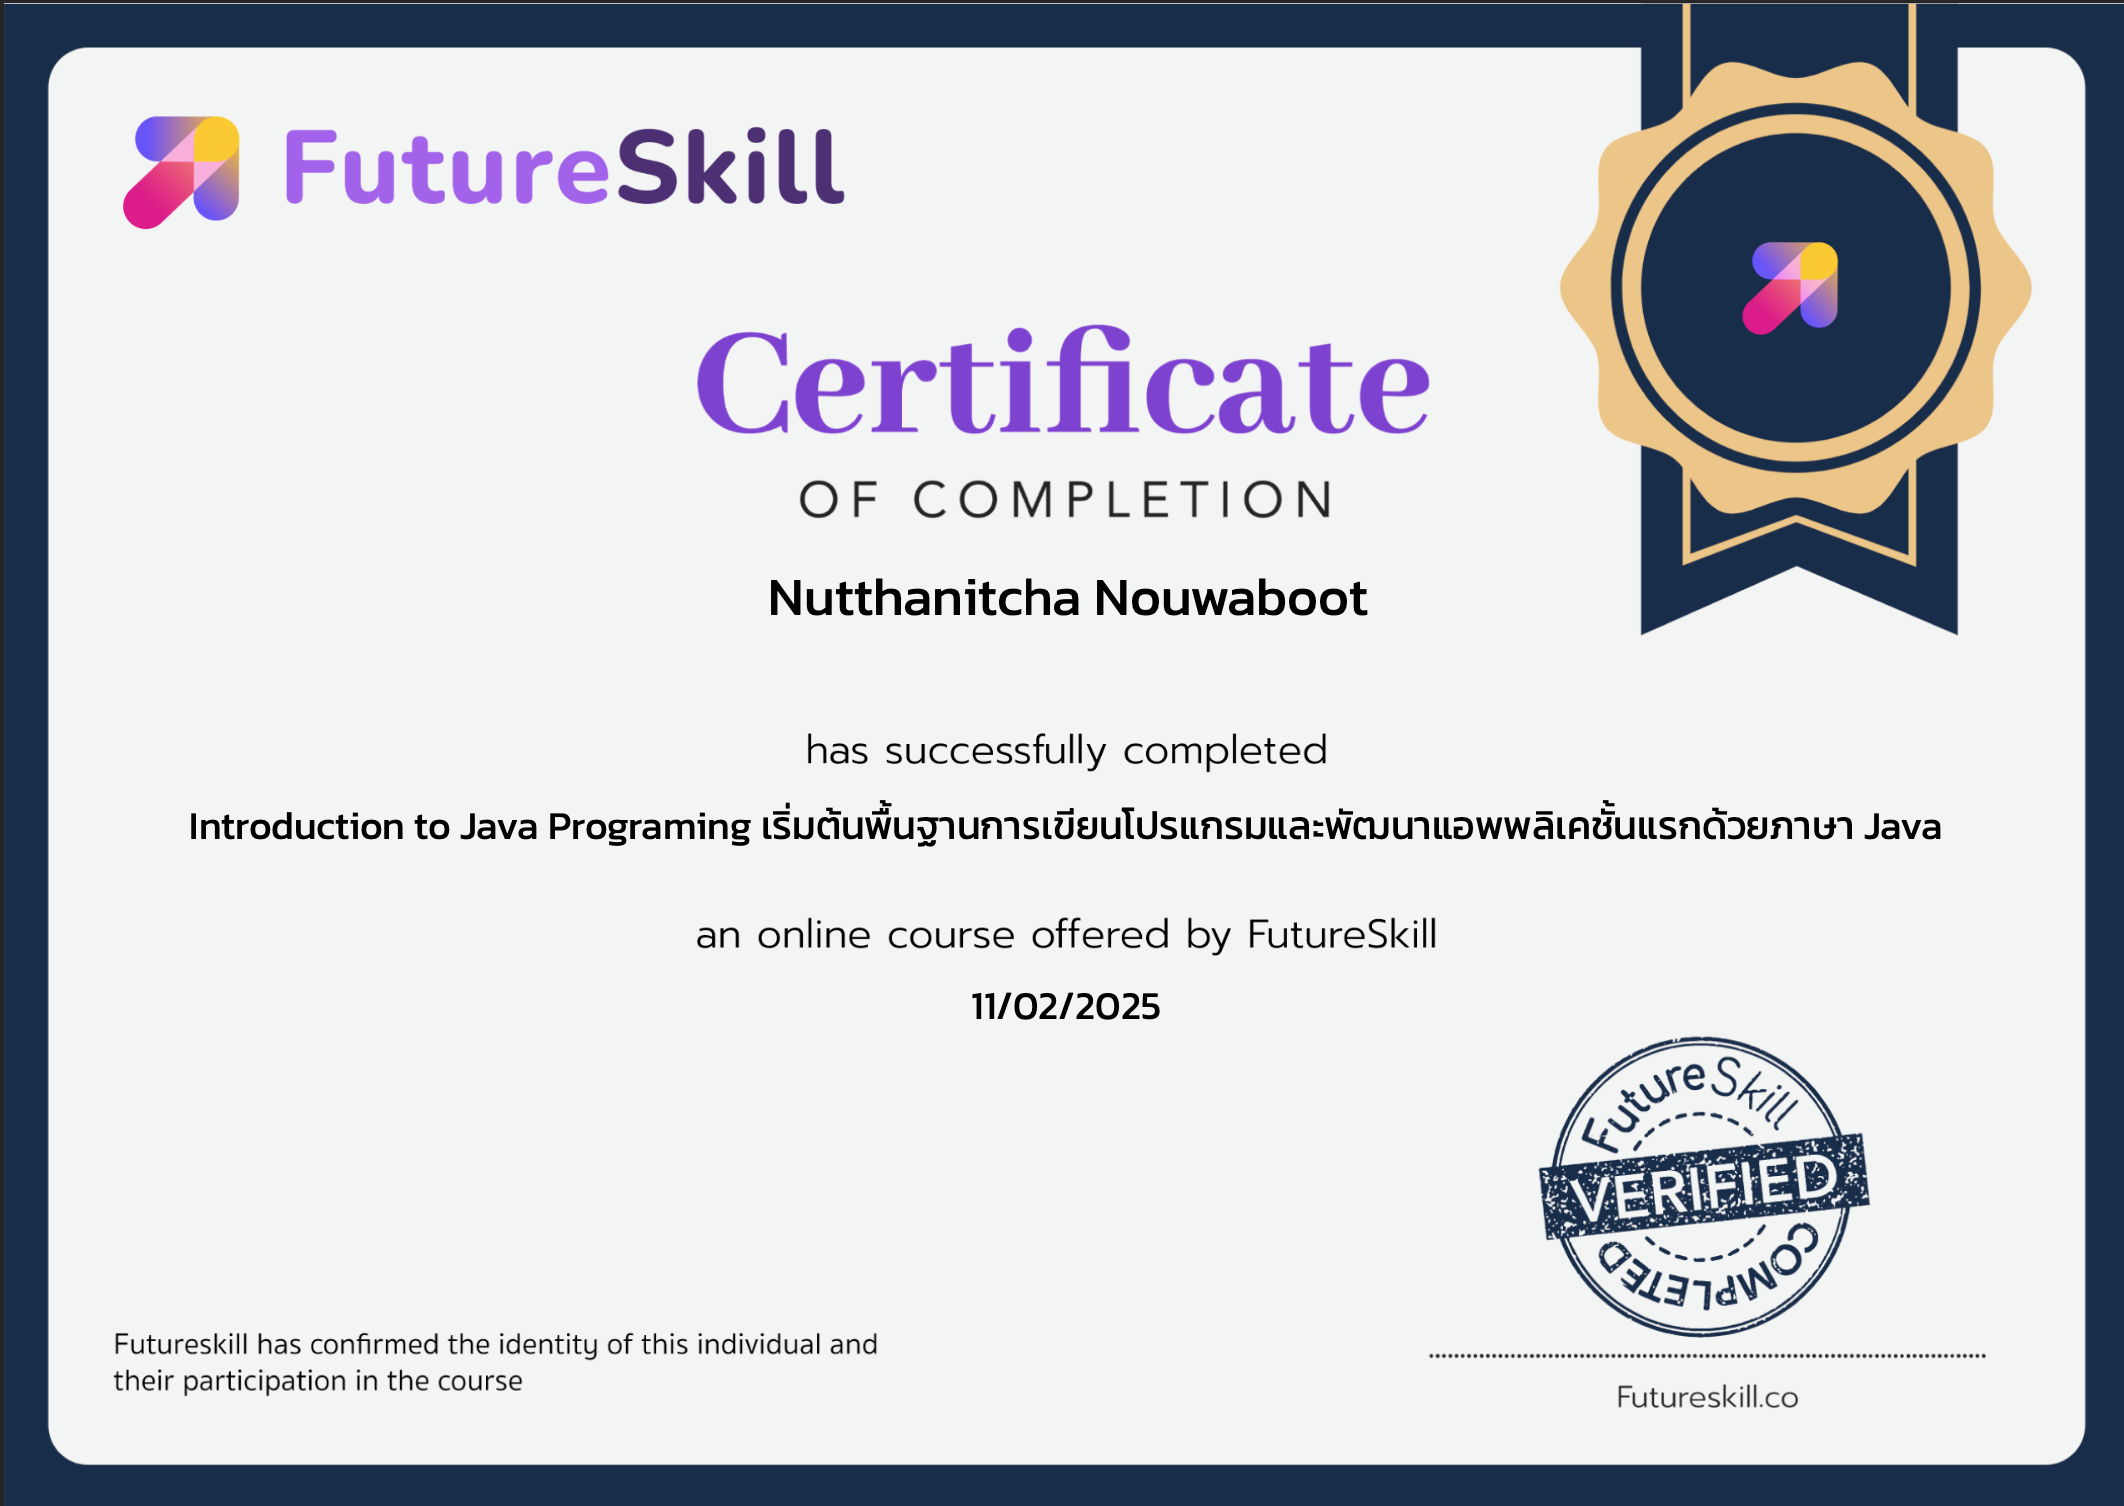 FutureSkill
Certificate
OF COMPLETION
Nutthanitcha Nouwaboot
has successfully completed
Introduction to Java Programing เริ่มต้นพื้นฐานการเขียนโปรแกรมและพัฒนาแอพพลิเคชั้นแรกด้วยภาษา Java
an online course offered by FutureSkill
11/02/2025
FutureSkill
VERIFIED
COMPLETED
Futureskill has confirmed the identity of this individual and
their participation in the course
Futureskill.co